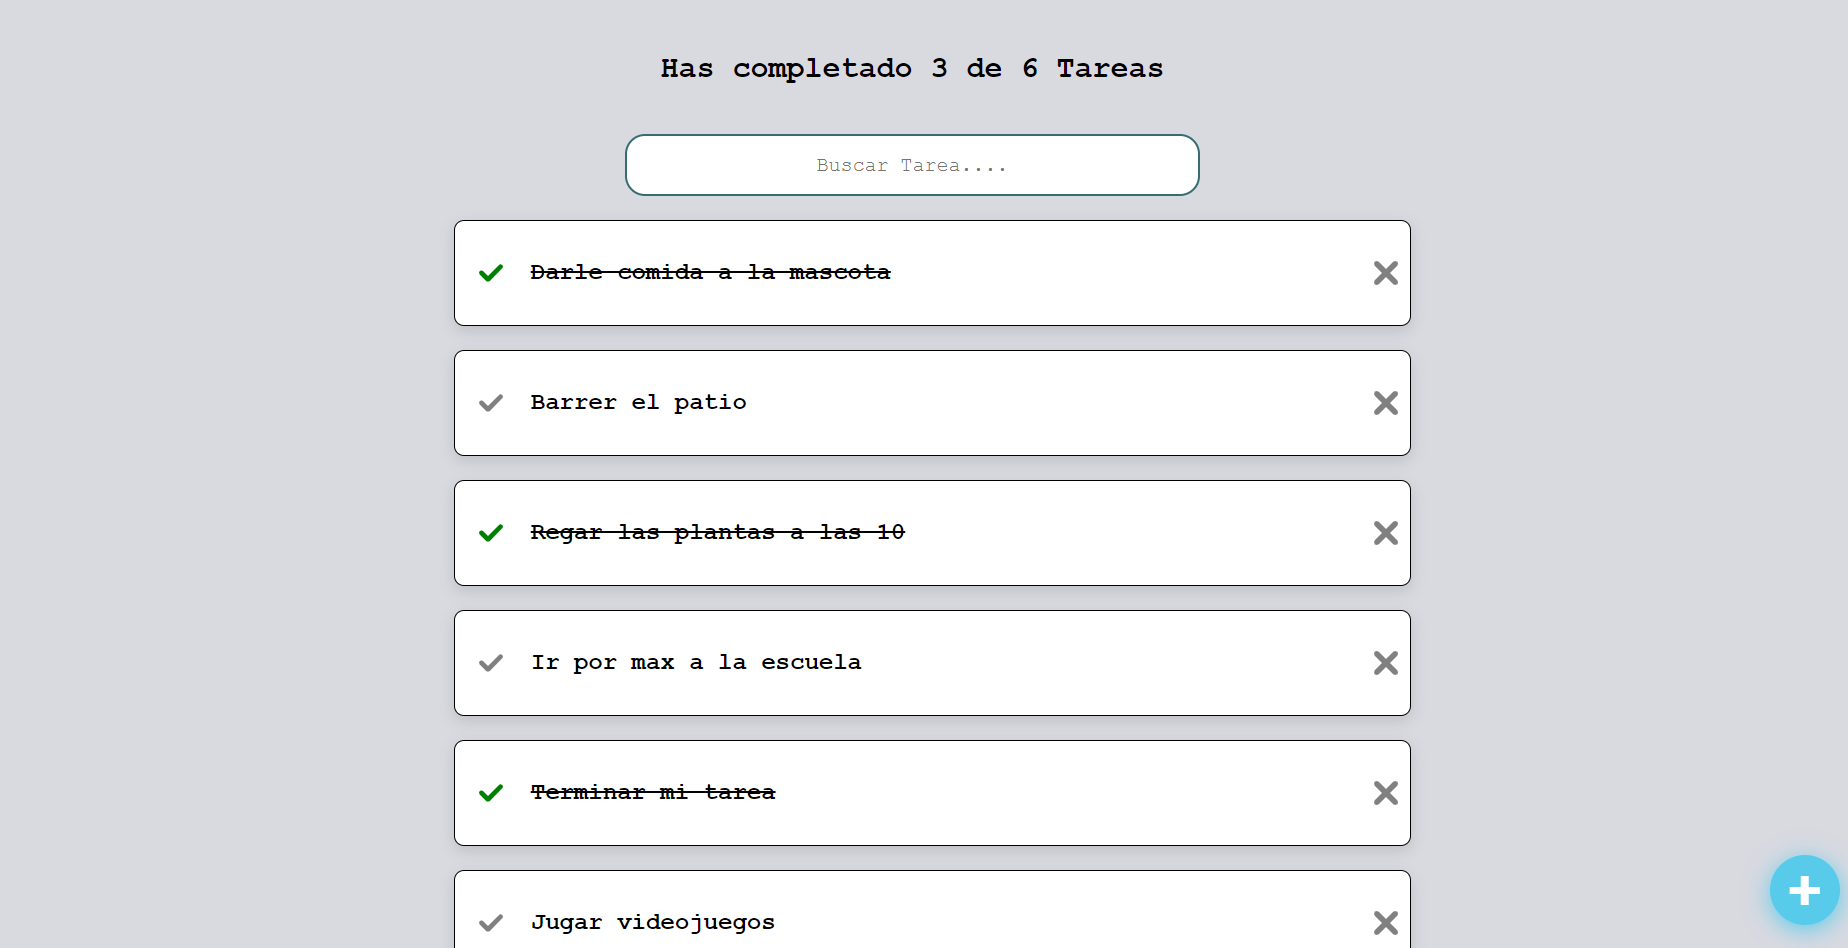 Has completado 3 de 6 Tareas
Buscar Tarea....
Darle comida a la mascota
Barrer el patio
Regar las plantas a las 10
Ir por max a la escuela
Terminar mi tarea
Jugar videojuegos